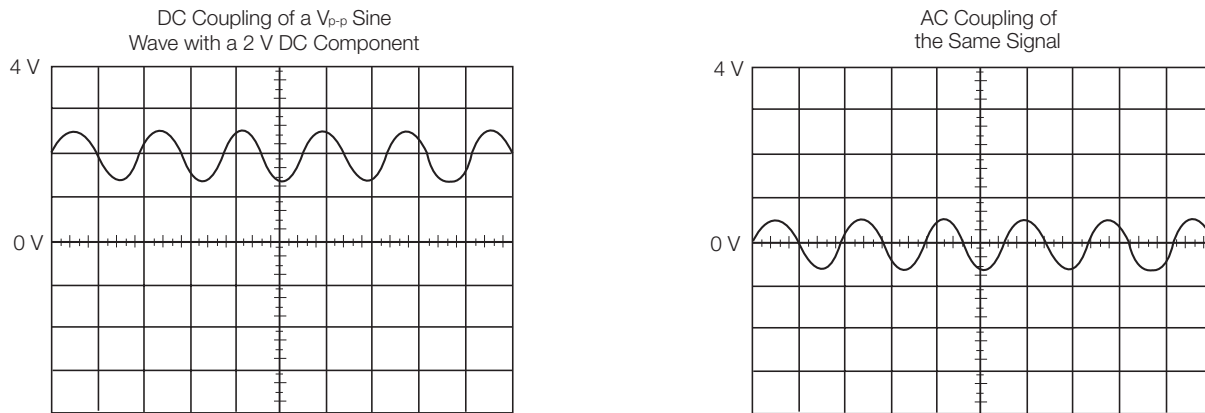 DC Coupling of a Vp-p Sine
Wave with a 2 V DC Component
4 V
0 V
AC Coupling of
the Same Signal
4 V
0 V